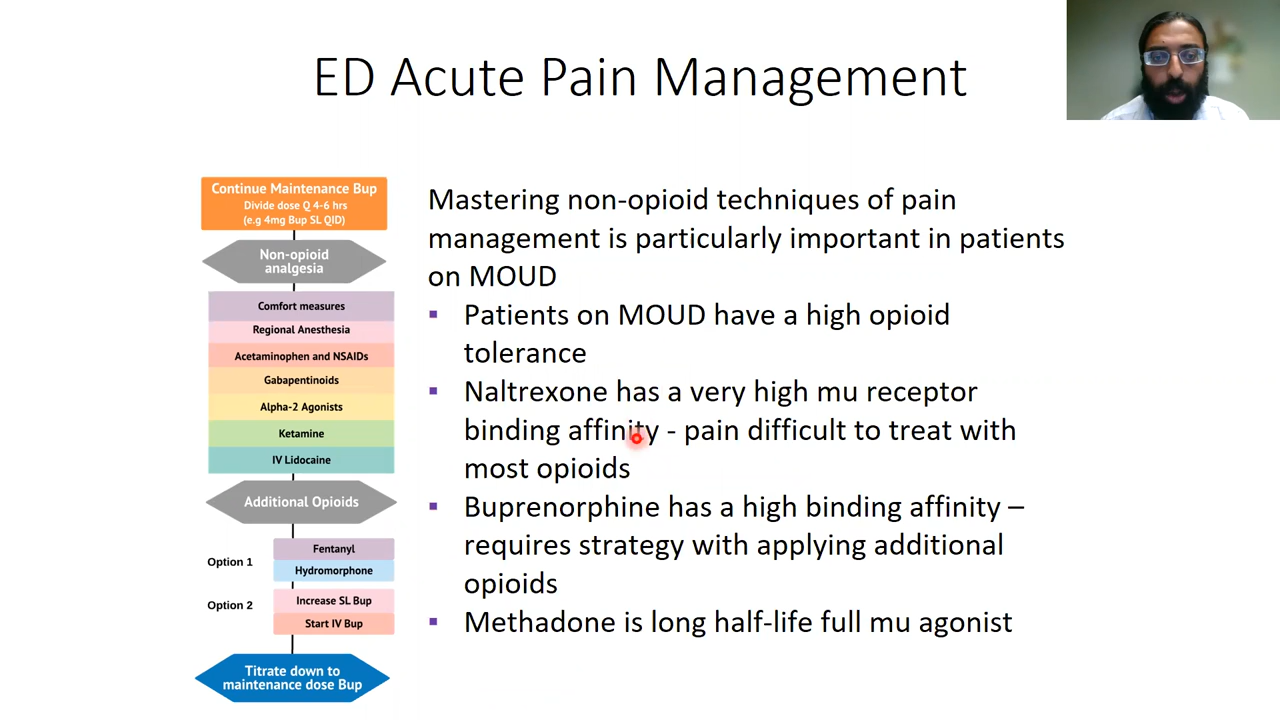 ED Acute Pain Management
Continue Maintenance Bup
Divide dose Q 4-6 hrs
(e.g 4mg Bup SL QID)
Non-opioid
analgesia
Comfort measures
Regional Anesthesia
Acetaminophen and NSAIDs
Gabapentinoids
Alpha-2 Agonists
Ketamine
IV Lidocaine
Additional Opioids
Option 1
Fentanyl
Hydromorphone
Option 2
Increase SL Bup
Start IV Bup
Titrate down to
maintenance dose Bup
Mastering non-opioid techniques of pain
management is particularly important in patients
on MOUD
▪ Patients on MOUD have a high opioid
tolerance
▪ Naltrexone has a very high mu receptor
binding affinity - pain difficult to treat with
most opioids
▪ Buprenorphine has a high binding affinity –
requires strategy with applying additional
opioids
▪ Methadone is long half-life full mu agonist